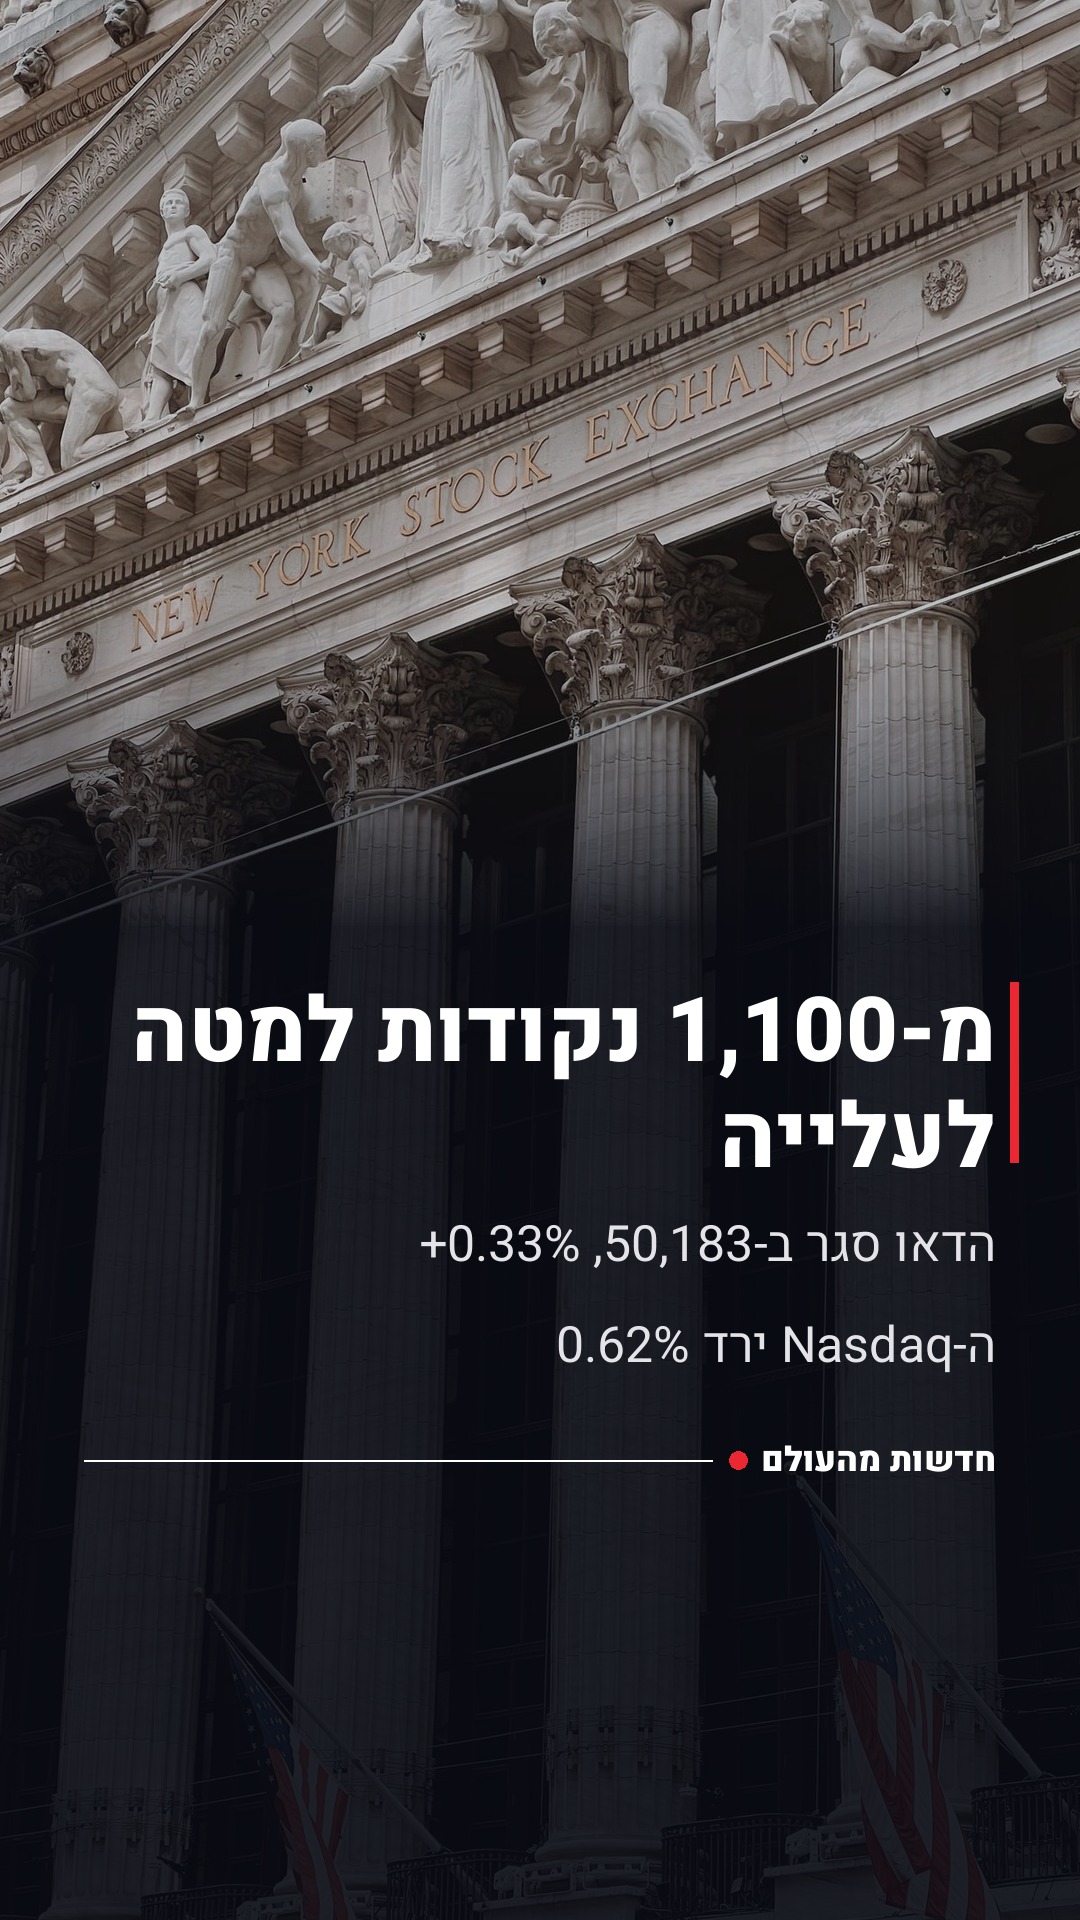 NEW YORK STOCK EXCHANGE
מ-1,100 נקודות למטה
לעלייה
הדאו סגר ב-50,183, 0.33%+
ה-Nasdaq ירד 0.62%
חדשות מהעולם